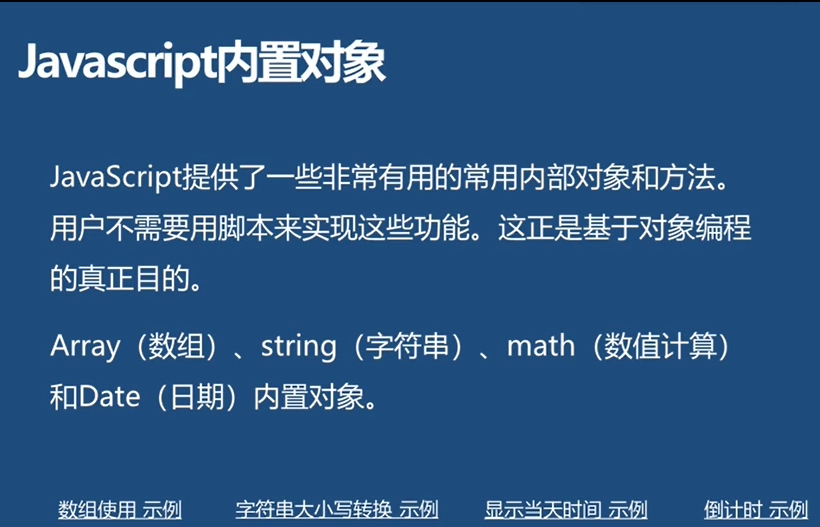 Javascript内置对象
JavaScript提供了一些非常有用的常用内部对象和方法。
用户不需要用脚本来实现这些功能。这正是基于对象编程
的真正目的。
Array（数组）、string（字符串）、math（数值计算）
和Date（日期）内置对象。
数组使用 示例 字符串大小写转换 示例 显示当天时间 示例 倒计时 示例